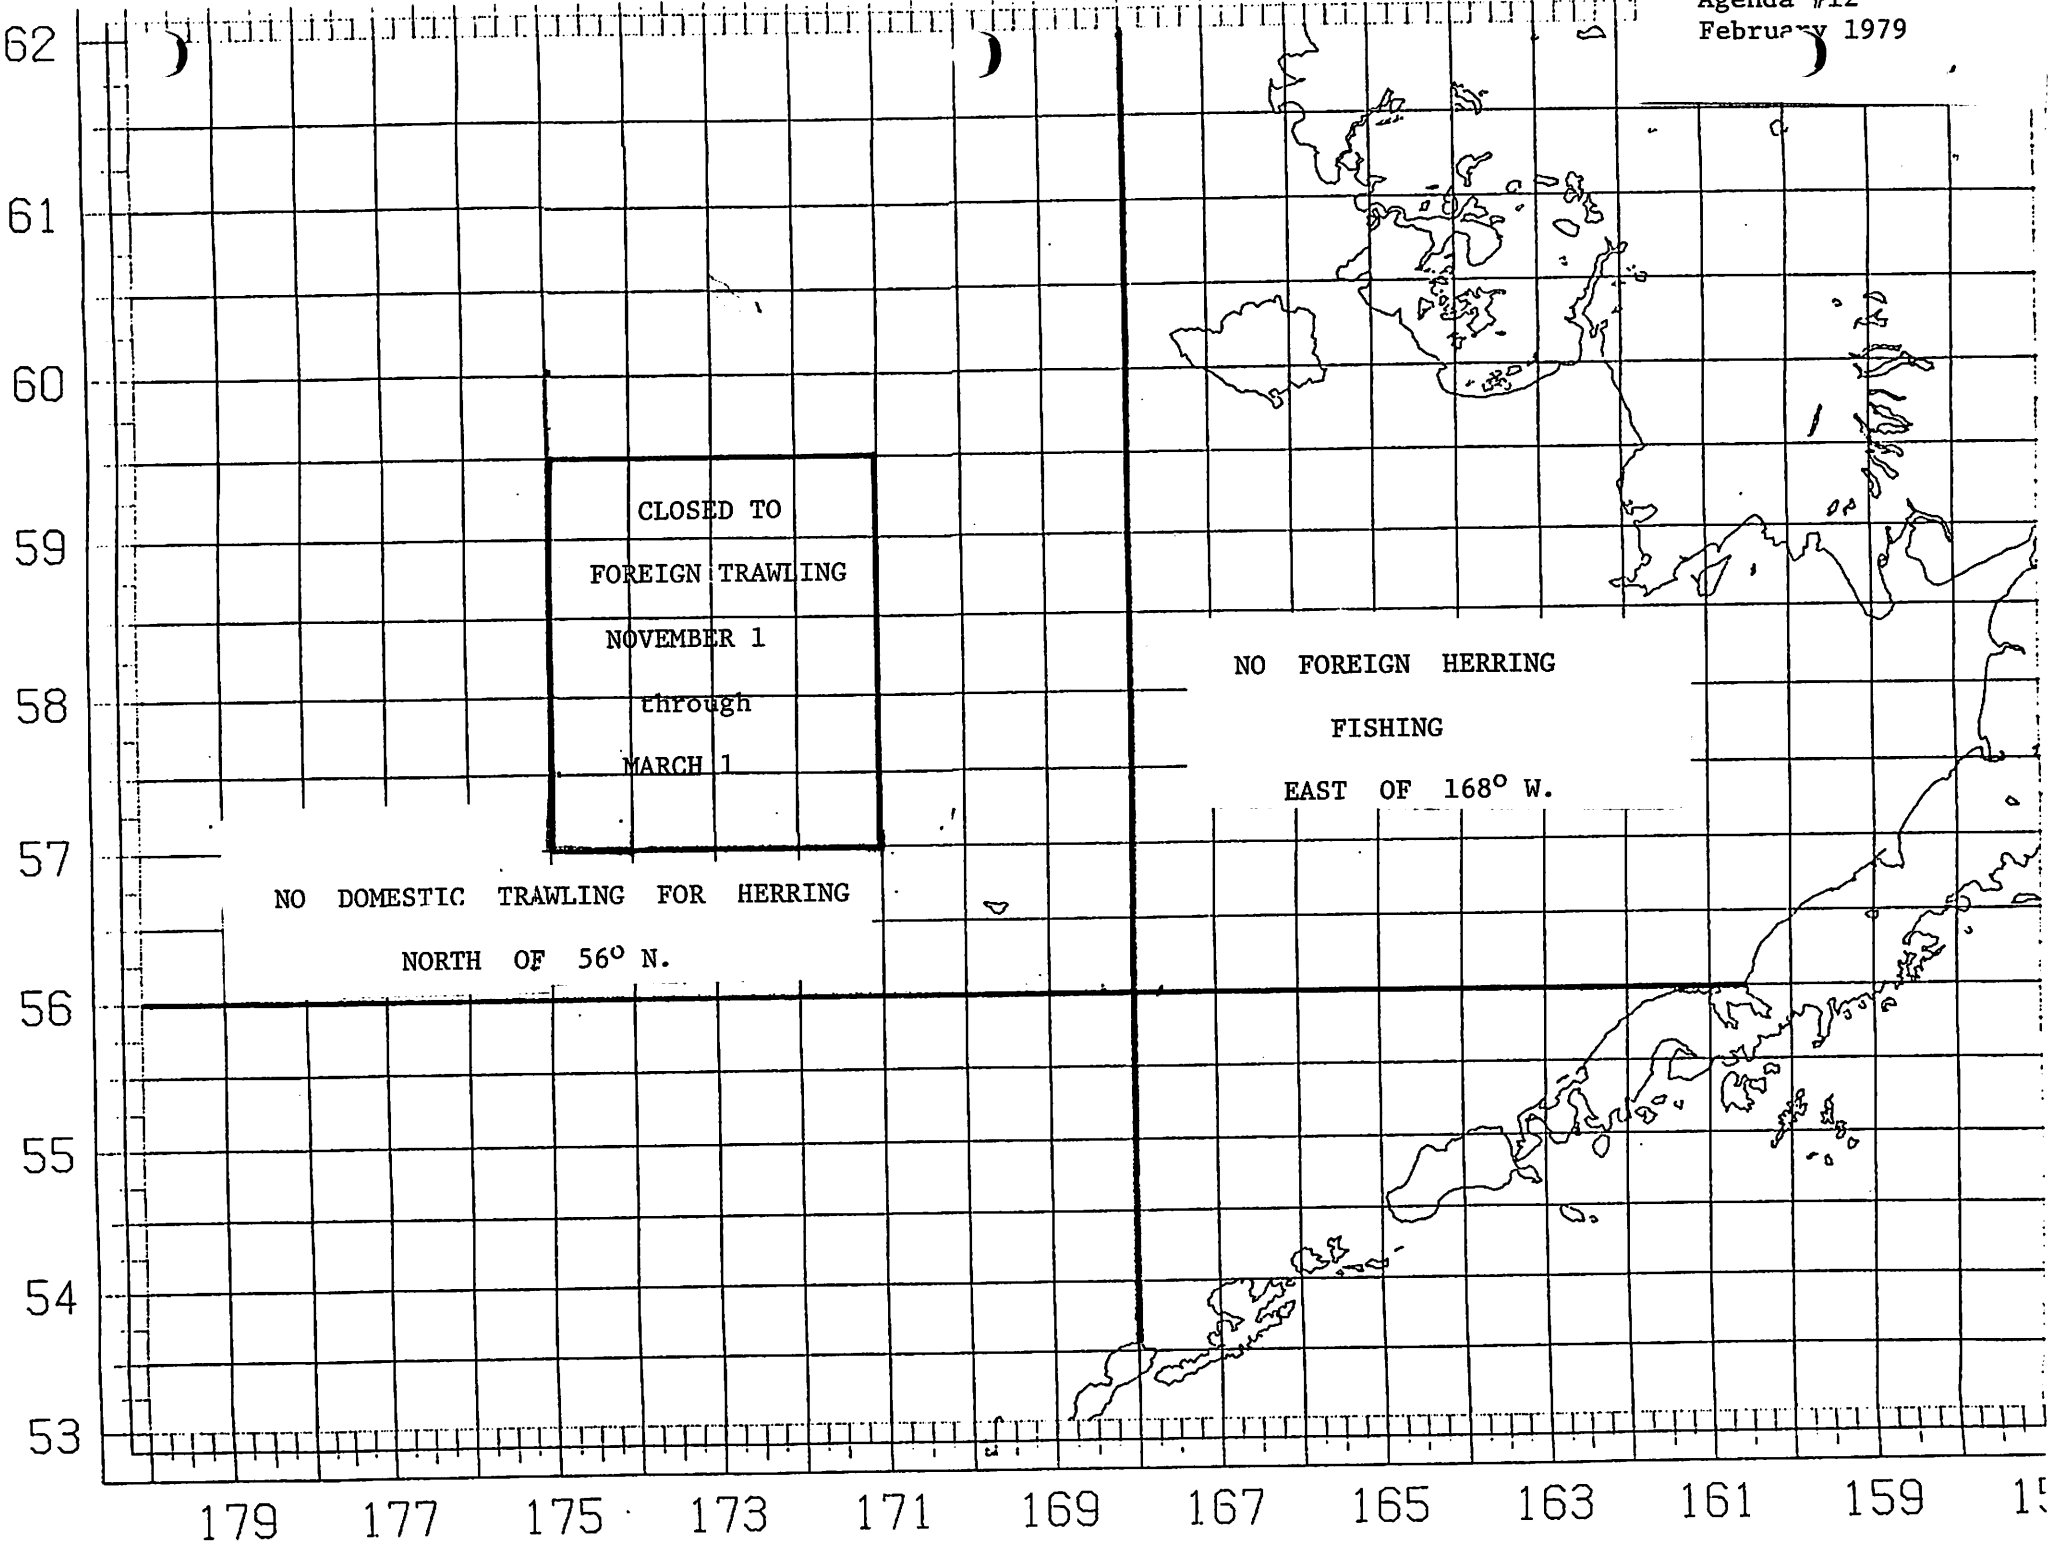 Agenda #12
February 1979
62
61
60
59
58
57
56
55
54
53
CLOSED TO
FOREIGN TRAWLING
NOVEMBER 1
through
MARCH 1
NO FOREIGN HERRING
FISHING
EAST OF 168° W.
NO DOMESTIC TRAWLING FOR HERRING
NORTH OF 56° N.
179 177 175 173 171 169 167 165 163 161 159 15